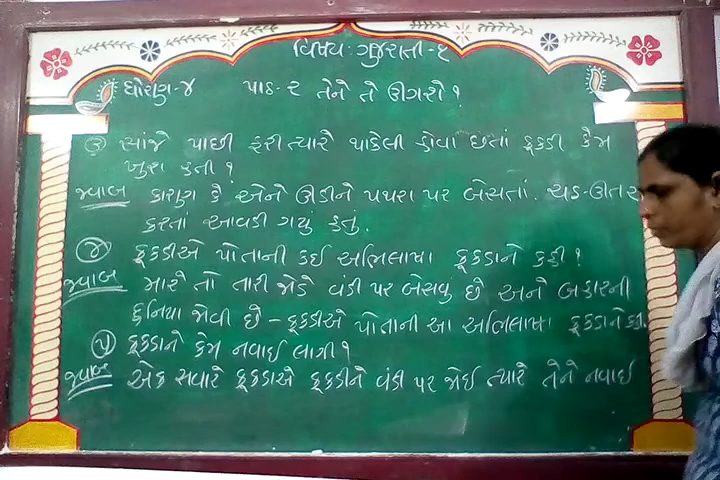 વિષય: ગુજરાતી-૬
ધોરણ-૪ પાઠ-૨ તેને તે ઊગશે?
૩) સાંજે પાછી ફરી ત્યારે થાકેલી હોવા છતાં કૂકડી કેમ
ખુશ હતી?
જવાબ કારણ કે એને ઊડીને પથરા પર બેસતાં. ચડ-ઊતર
કરતાં આવડી ગયું હતું.
૪) કૂકડીએ પોતાની કઈ અભિલાષા કૂકડાને કહી?
જવાબ મારે તો તારી જોડે વંડી પર બેસવું છે અને બહારની
દુનિયા જોવી છે - કૂકડીએ પોતાની આ અભિલાષા કૂકડાને કહી.
૫) કૂકડાને કેમ નવાઈ લાગી?
જવાબ એક સવારે કૂકડાએ કૂકડીને વંડી પર જોઈ ત્યારે તેને નવાઈ